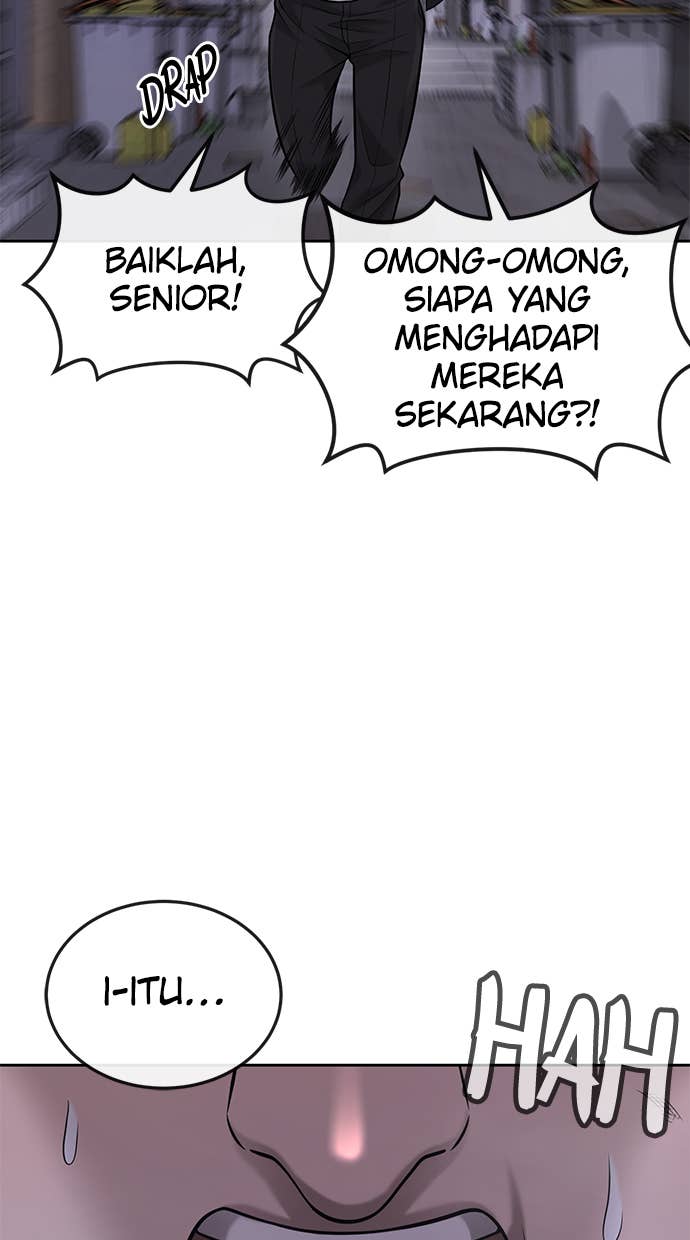 DRAP
BAIKLAH,
SENIOR!
OMONG-OMONG,
SIAPA YANG
MENGHADAPI
MEREKA
SEKARANG?!
I-ITU...
HAH